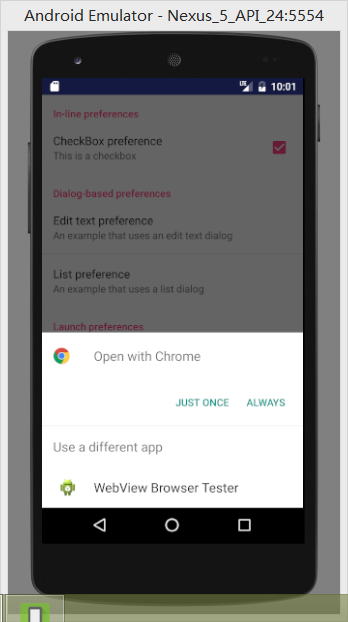 Android Emulator - Nexus_5_API_24:5554
LTE 10:01
In-line preferences
CheckBox preference
This is a checkbox
Dialog-based preferences
Edit text preference
An example that uses an edit text dialog
List preference
An example that uses a list dialog
Launch preferences
Open with Chrome
JUST ONCE ALWAYS
Use a different app
WebView Browser Tester